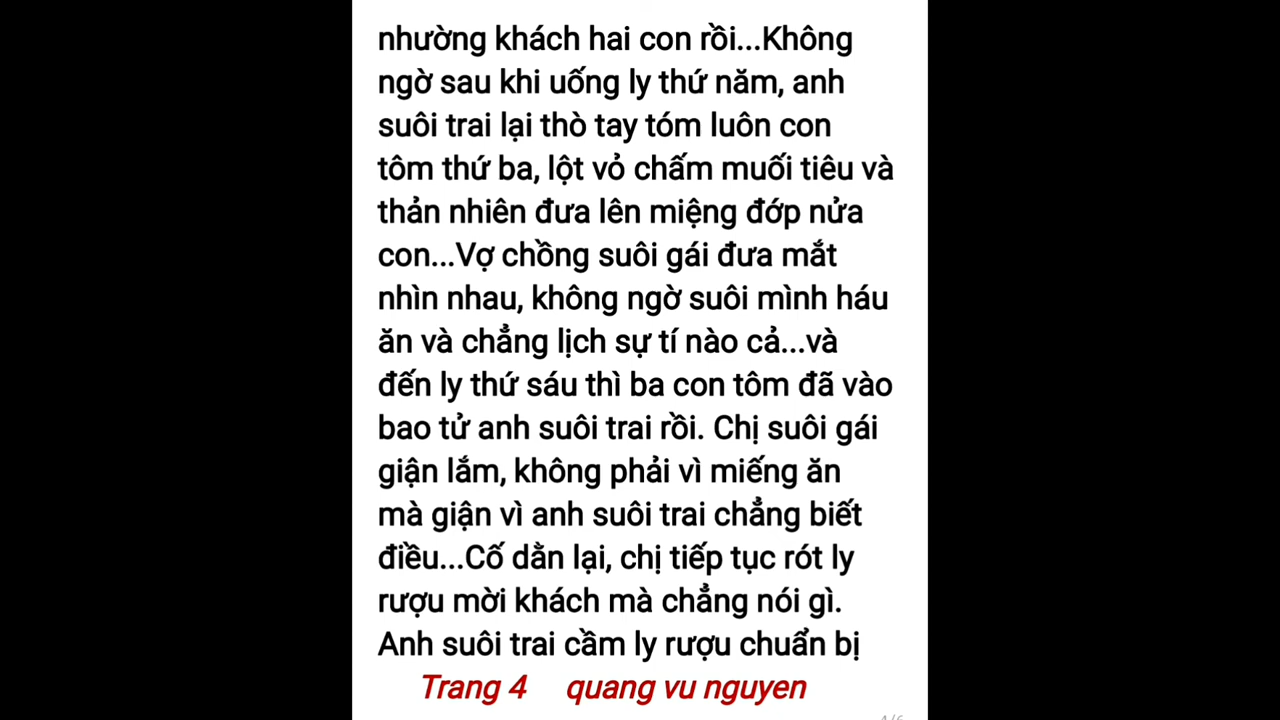 nhường khách hai con rồi...Không
ngờ sau khi uống ly thứ năm, anh
suôi trai lại thò tay tóm luôn con
tôm thứ ba, lột vỏ chấm muối tiêu và
thản nhiên đưa lên miệng đớp nửa
con...Vợ chồng suôi gái đưa mắt
nhìn nhau, không ngờ suôi mình háu
ăn và chẳng lịch sự tí nào cả...và
đến ly thứ sáu thì ba con tôm đã vào
bao tử anh suôi trai rồi. Chị suôi gái
giận lắm, không phải vì miếng ăn
mà giận vì anh suôi trai chẳng biết
điều...Cố dằn lại, chị tiếp tục rót ly
rượu mời khách mà chẳng nói gì.
Anh suôi trai cầm ly rượu chuẩn bị
Trang 4 quang vu nguyen